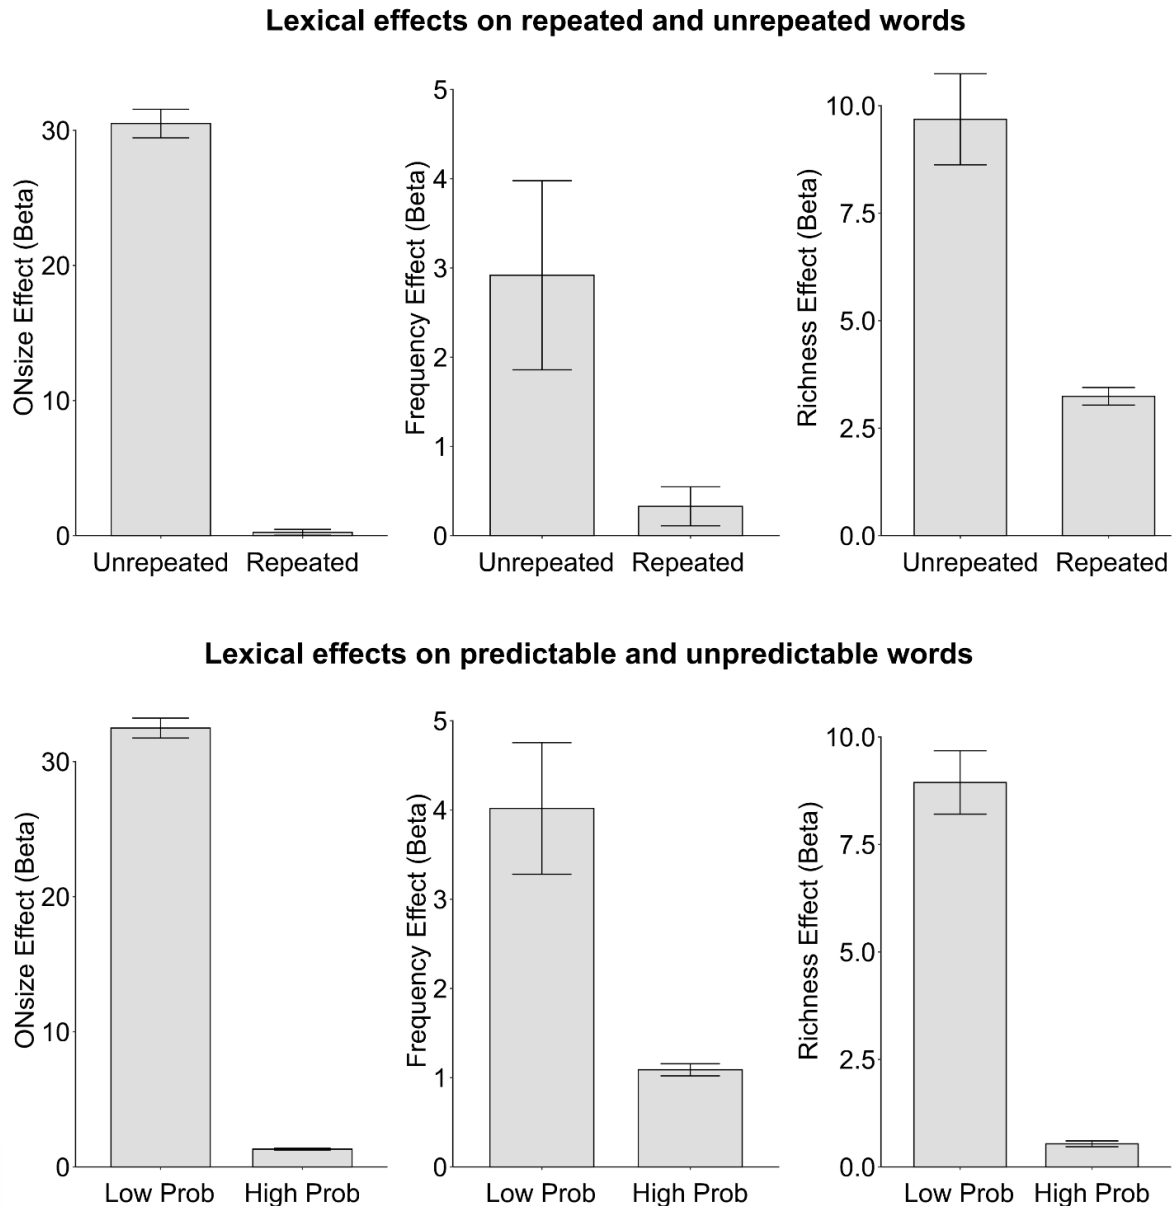 Lexical effects on repeated and unrepeated words
ONsize Effect (Beta)
30
20
10
0
Unrepeated Repeated
Frequency Effect (Beta)
5
4
3
2
1
0
Unrepeated Repeated
Richness Effect (Beta)
10.0
7.5
5.0
2.5
0.0
Unrepeated Repeated
Lexical effects on predictable and unpredictable words
ONsize Effect (Beta)
30
20
10
0
Low Prob High Prob
Frequency Effect (Beta)
5
4
3
2
1
0
Low Prob High Prob
Richness Effect (Beta)
10.0
7.5
5.0
2.5
0.0
Low Prob High Prob